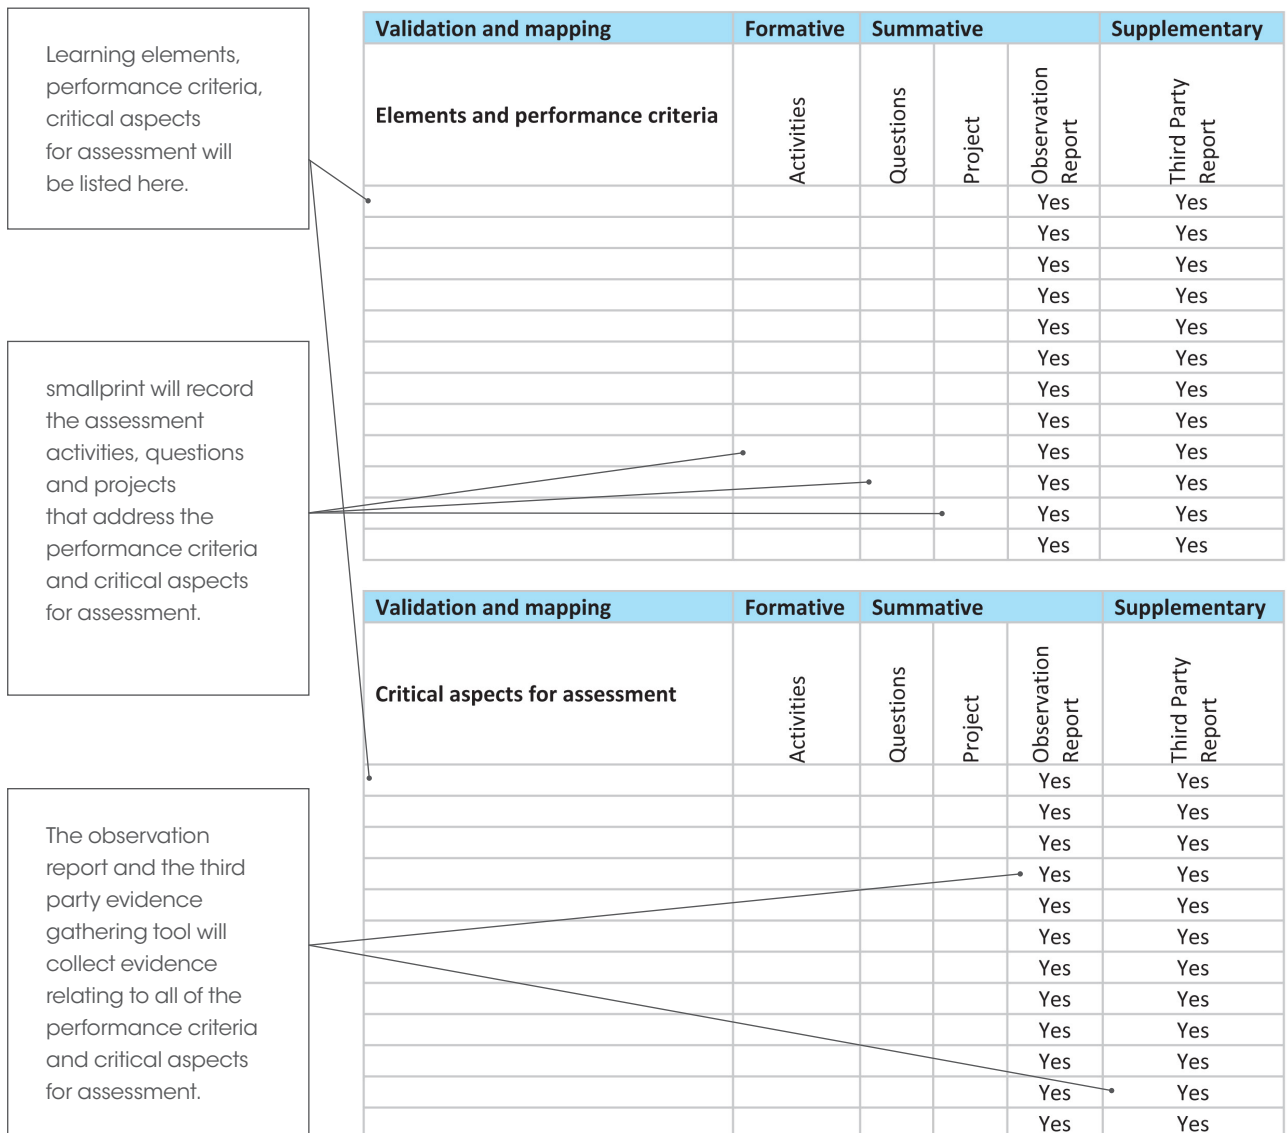 Learning elements,
performance criteria,
critical aspects
for assessment will
be listed here.
smallprint will record
the assessment
activities, questions
and projects
that address the
performance criteria
and critical aspects
for assessment.
The observation
report and the third
party evidence
gathering tool will
collect evidence
relating to all of the
performance criteria
and critical aspects
for assessment.
Validation and mapping Formative Summative Supplementary
Elements and performance criteria Activities Questions Project Observation Report Third Party Report
Yes Yes
Yes Yes
Yes Yes
Yes Yes
Yes Yes
Yes Yes
Yes Yes
Yes Yes
Yes Yes
Yes Yes
Yes Yes
Yes Yes
Validation and mapping Formative Summative Supplementary
Critical aspects for assessment Activities Questions Project Observation Report Third Party Report
Yes Yes
Yes Yes
Yes Yes
Yes Yes
Yes Yes
Yes Yes
Yes Yes
Yes Yes
Yes Yes
Yes Yes
Yes Yes
Yes Yes